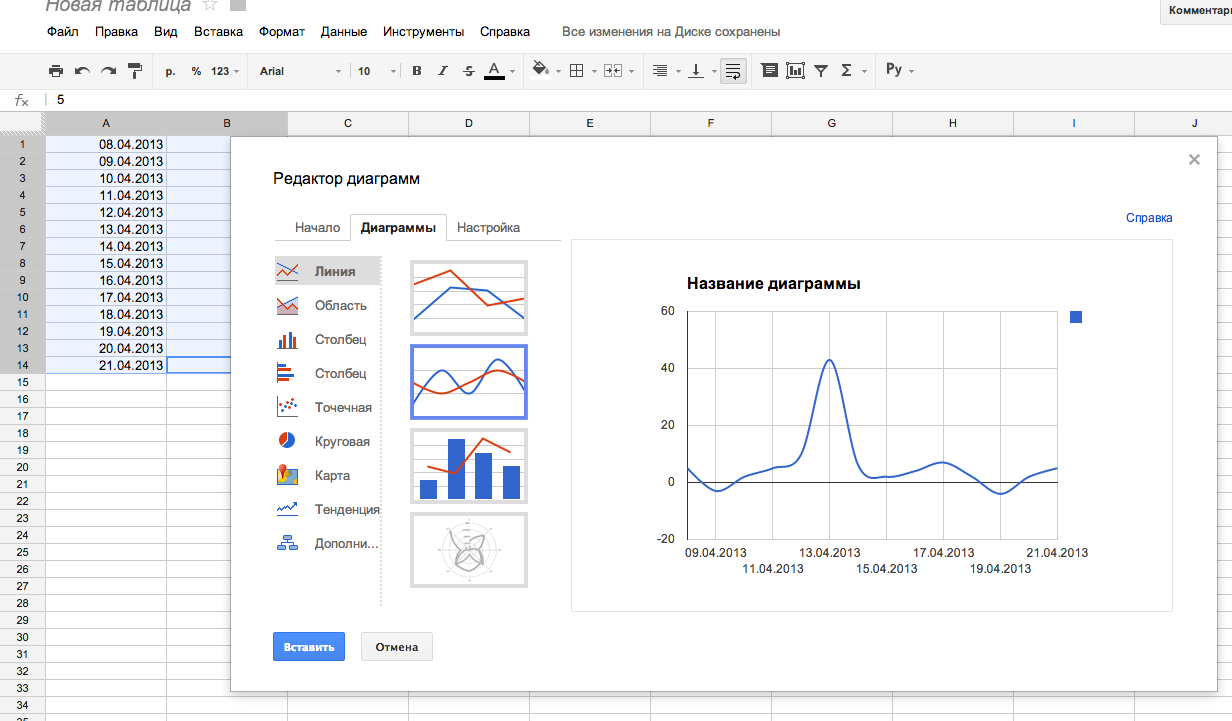 Новая таблица
Комментар
Файл Правка Вид Вставка Формат Данные Инструменты Справка Все изменения на Диске сохранены
р. % 123 Arial 10 B I S A Σ Ру
fx 5
A B C D E F G H I J
1 08.04.2013
2 09.04.2013
3 10.04.2013
4 11.04.2013
5 12.04.2013
6 13.04.2013
7 14.04.2013
8 15.04.2013
9 16.04.2013
10 17.04.2013
11 18.04.2013
12 19.04.2013
13 20.04.2013
14 21.04.2013
15
16
17
18
19
20
21
22
23
24
25
26
27
28
29
30
31
32
33
34
35
Редактор диаграмм
Справка
Начало Диаграммы Настройка
Линия
Область
Столбец
Столбец
Точечная
Круговая
Карта
Тенденция
Дополни...
Название диаграммы
60
40
20
0
-20
09.04.2013 13.04.2013 17.04.2013 21.04.2013
11.04.2013 15.04.2013 19.04.2013
Вставить Отмена